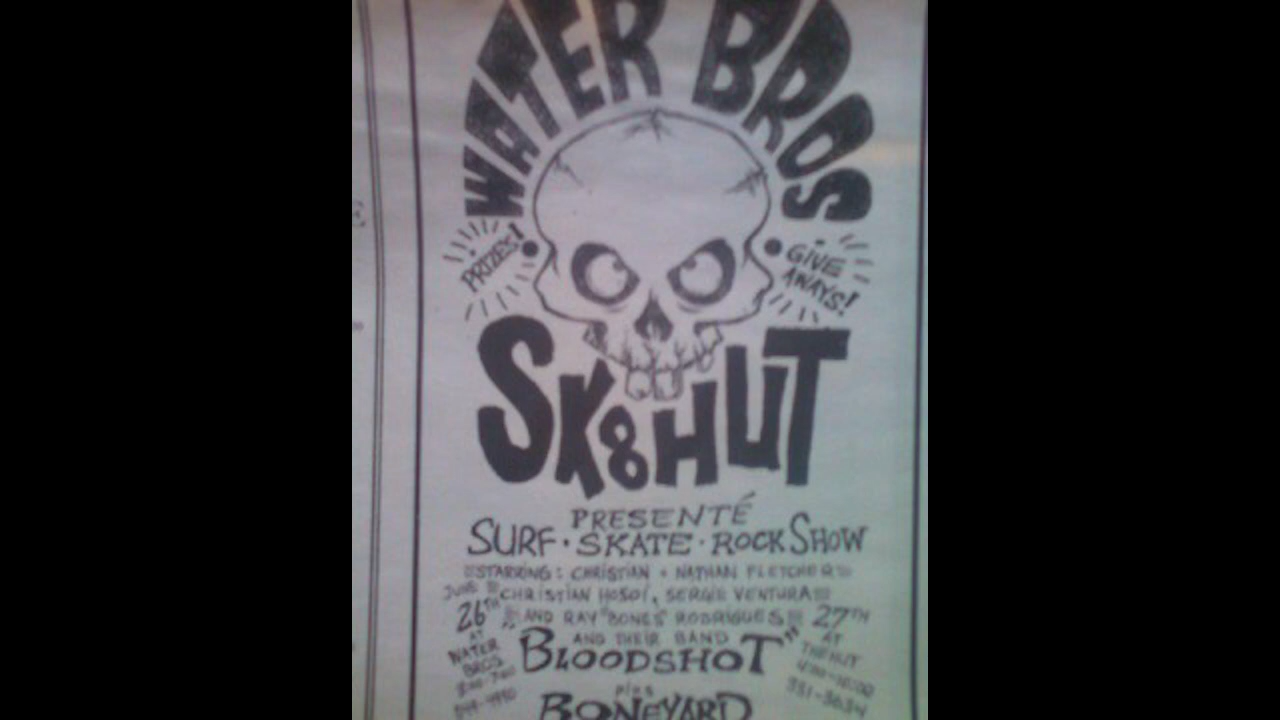 WATER BROS
PRIZES!
GIVE
AWAYS!
SK8HUT
PRESENTÉ
SURF · SKATE · ROCK SHOW
STARRING: CHRISTIAN + NATHAN FLETCHER
CHRISTIAN HOSOI, SERGIE VENTURA
AND RAY "BONES" RODRIGUES
AND THEIR BAND
"BLOODSHOT"
plus
BONEYARD
JUNE
26TH
AT
WATER
BROS
27TH
AT
THE HUT
E